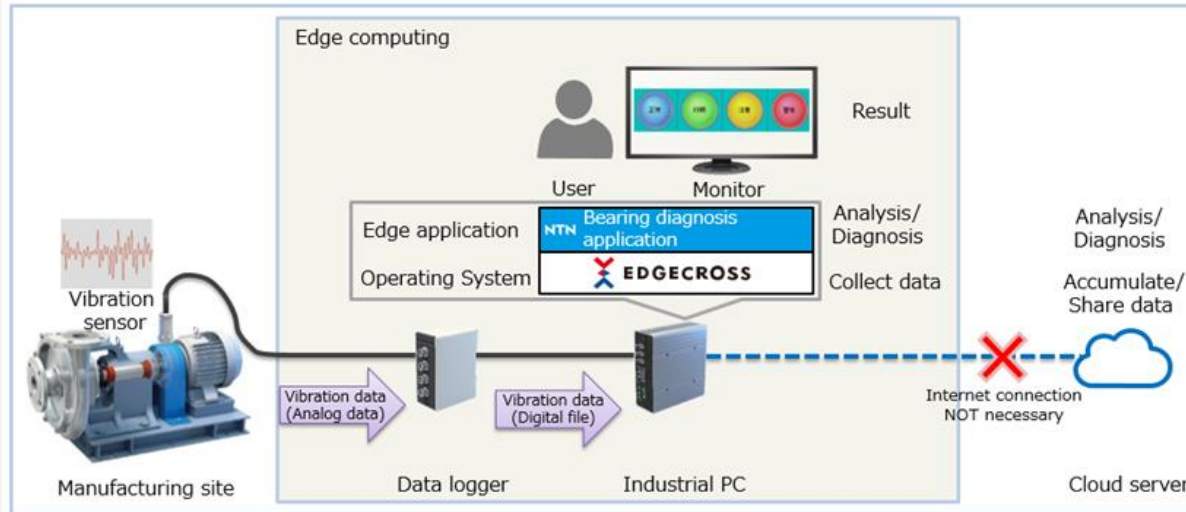 Edge computing
Result
User
Monitor
Edge application
NTN Bearing diagnosis
application
Analysis/
Diagnosis
Operating System
EDGECROSS
Collect data
Analysis/
Diagnosis
Accumulate/
Share data
Vibration
sensor
Vibration data
(Analog data)
Vibration data
(Digital file)
Internet connection
NOT necessary
Manufacturing site
Data logger
Industrial PC
Cloud server